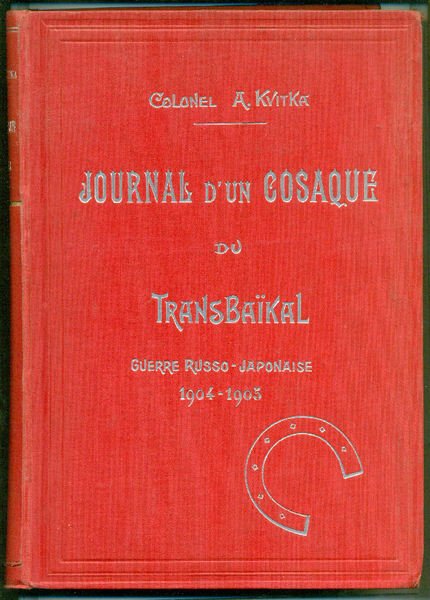 COLONEL A. KVITKA
JOURNAL D'UN COSAQUE
DU
TRANSBAÏKAL
GUERRE RUSSO-JAPONAISE
1904-1905